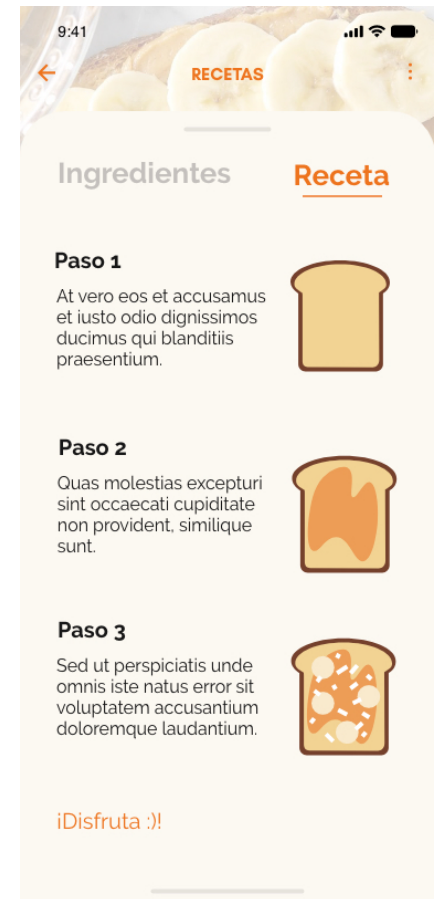 9:41
RECETAS
Ingredientes
Receta
Paso 1
At vero eos et accusamus
et iusto odio dignissimos
ducimus qui blanditiis
praesentium.
Paso 2
Quas molestias excepturi
sint occaecati cupiditate
non provident, similique
sunt.
Paso 3
Sed ut perspiciatis unde
omnis iste natus error sit
voluptatem accusantium
doloremque laudantium.
¡Disfruta :)!